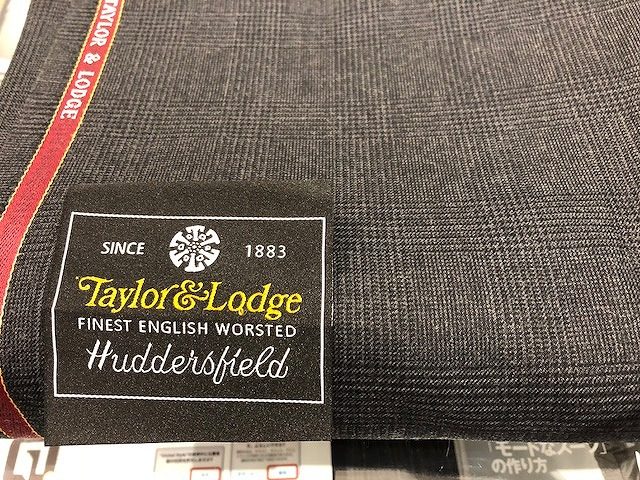 TAYLOR & LODGE
SINCE 1883
Taylor & Lodge
FINEST ENGLISH WORSTED
Huddersfield
「モードなスーツ」
の作り方